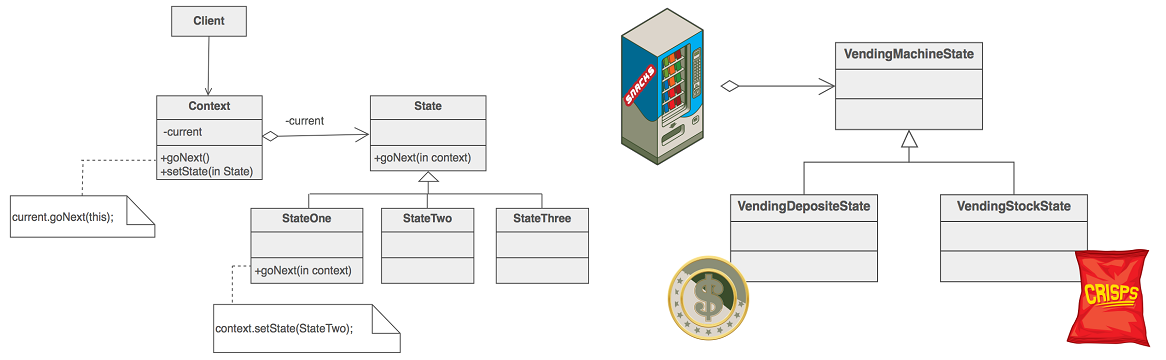 Client
Context
-current
+goNext()
+setState(in State)
-current
State
+goNext(in context)
current.goNext(this);
StateOne
+goNext(in context)
StateTwo
StateThree
context.setState(StateTwo);
SNACKS
VendingMachineState
VendingDepositeState
VendingStockState
$
CRISPS